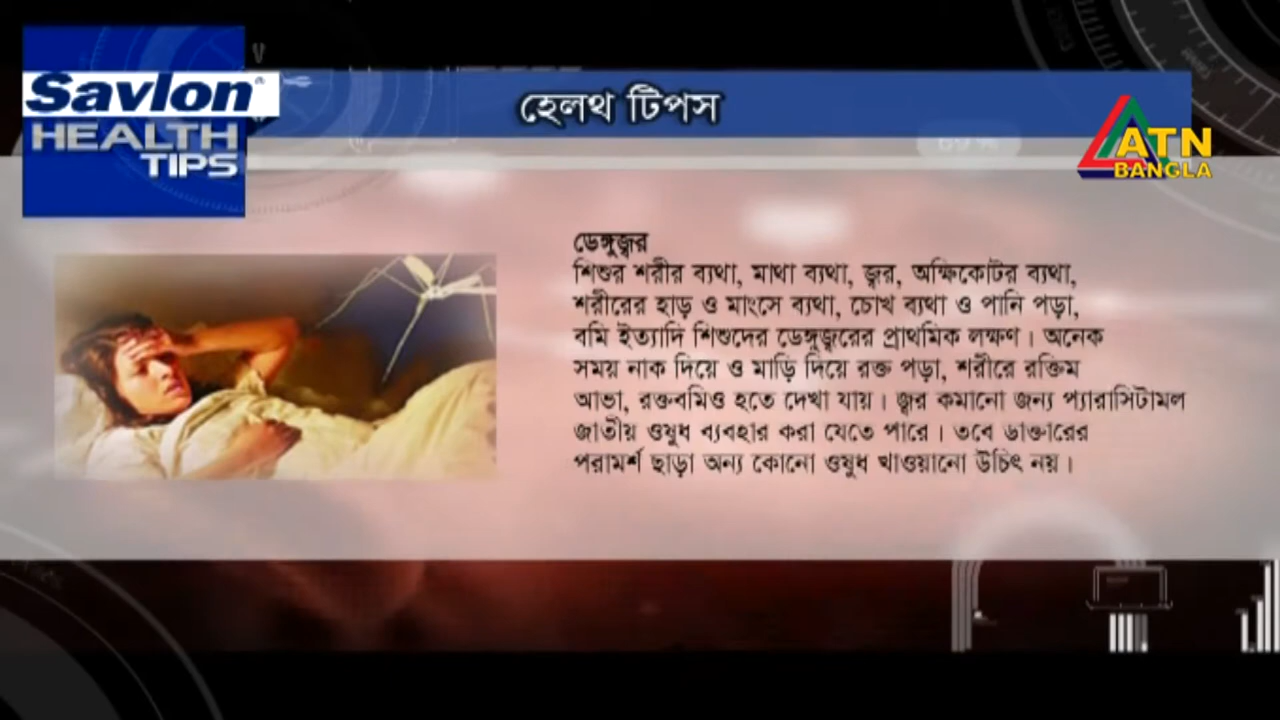 Savlon
HEALTH
TIPS
হেলথ টিপস
ATN
BANGLA
ডেঙ্গুজ্বর
শিশুর শরীর ব্যথা, মাথা ব্যথা, জ্বর, অক্ষিকোটর ব্যথা,
শরীরের হাড় ও মাংসে ব্যথা, চোখ ব্যথা ও পানি পড়া,
বমি ইত্যাদি শিশুদের ডেঙ্গুজ্বরের প্রাথমিক লক্ষণ। অনেক
সময় নাক দিয়ে ও মাড়ি দিয়ে রক্ত পড়া, শরীরে রক্তিম
আভা, রক্তবমিও হতে দেখা যায়। জ্বর কমানো জন্য প্যারাসিটামল
জাতীয় ওষুধ ব্যবহার করা যেতে পারে। তবে ডাক্তারের
পরামর্শ ছাড়া অন্য কোনো ওষুধ খাওয়ানো উচিৎ নয়।